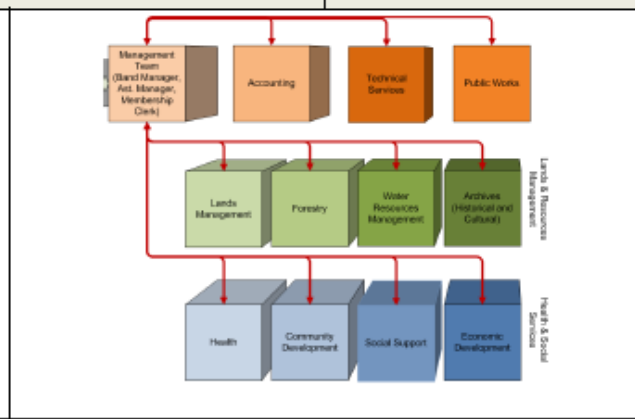 Management
Team
(Band Manager,
Ast. Manager,
Membership
Clerk)
Accounting
Technical
Services
Public Works
Lands
Management
Forestry
Water
Resources
Management
Archives
(Historical and
Cultural)
Lands & Resources
Management
Health
Community
Development
Social Support
Economic
Development
Health & Social
Services